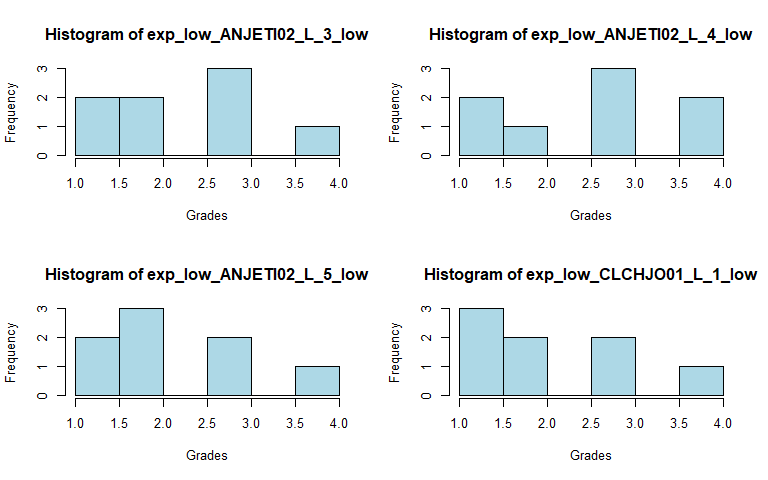 Histogram of exp_low_ANJETI02_L_3_low
Frequency
3
2
1
0
1.0 1.5 2.0 2.5 3.0 3.5 4.0
Grades
Histogram of exp_low_ANJETI02_L_4_low
Frequency
3
2
1
0
1.0 1.5 2.0 2.5 3.0 3.5 4.0
Grades
Histogram of exp_low_ANJETI02_L_5_low
Frequency
3
2
1
0
1.0 1.5 2.0 2.5 3.0 3.5 4.0
Grades
Histogram of exp_low_CLCHJO01_L_1_low
Frequency
3
2
1
0
1.0 1.5 2.0 2.5 3.0 3.5 4.0
Grades